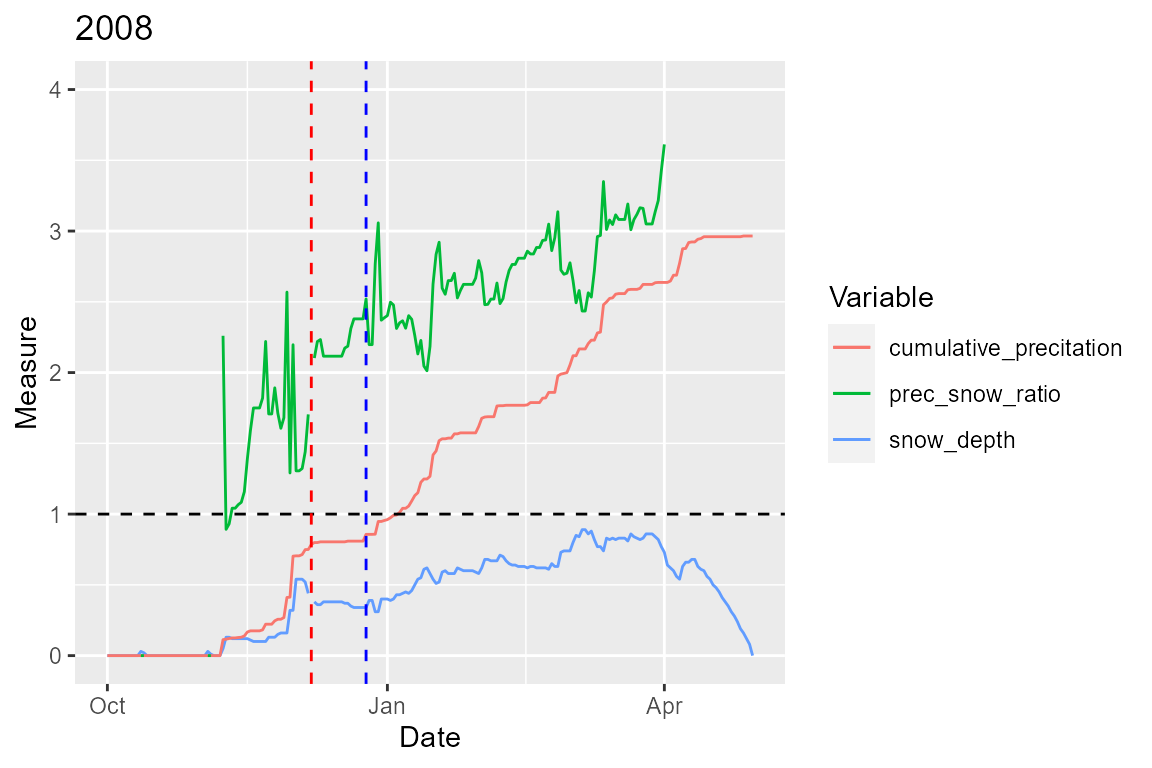 2008
4
3
2
1
0
Measure
Oct
Jan
Apr
Date
Variable
cumulative_precitation
prec_snow_ratio
snow_depth